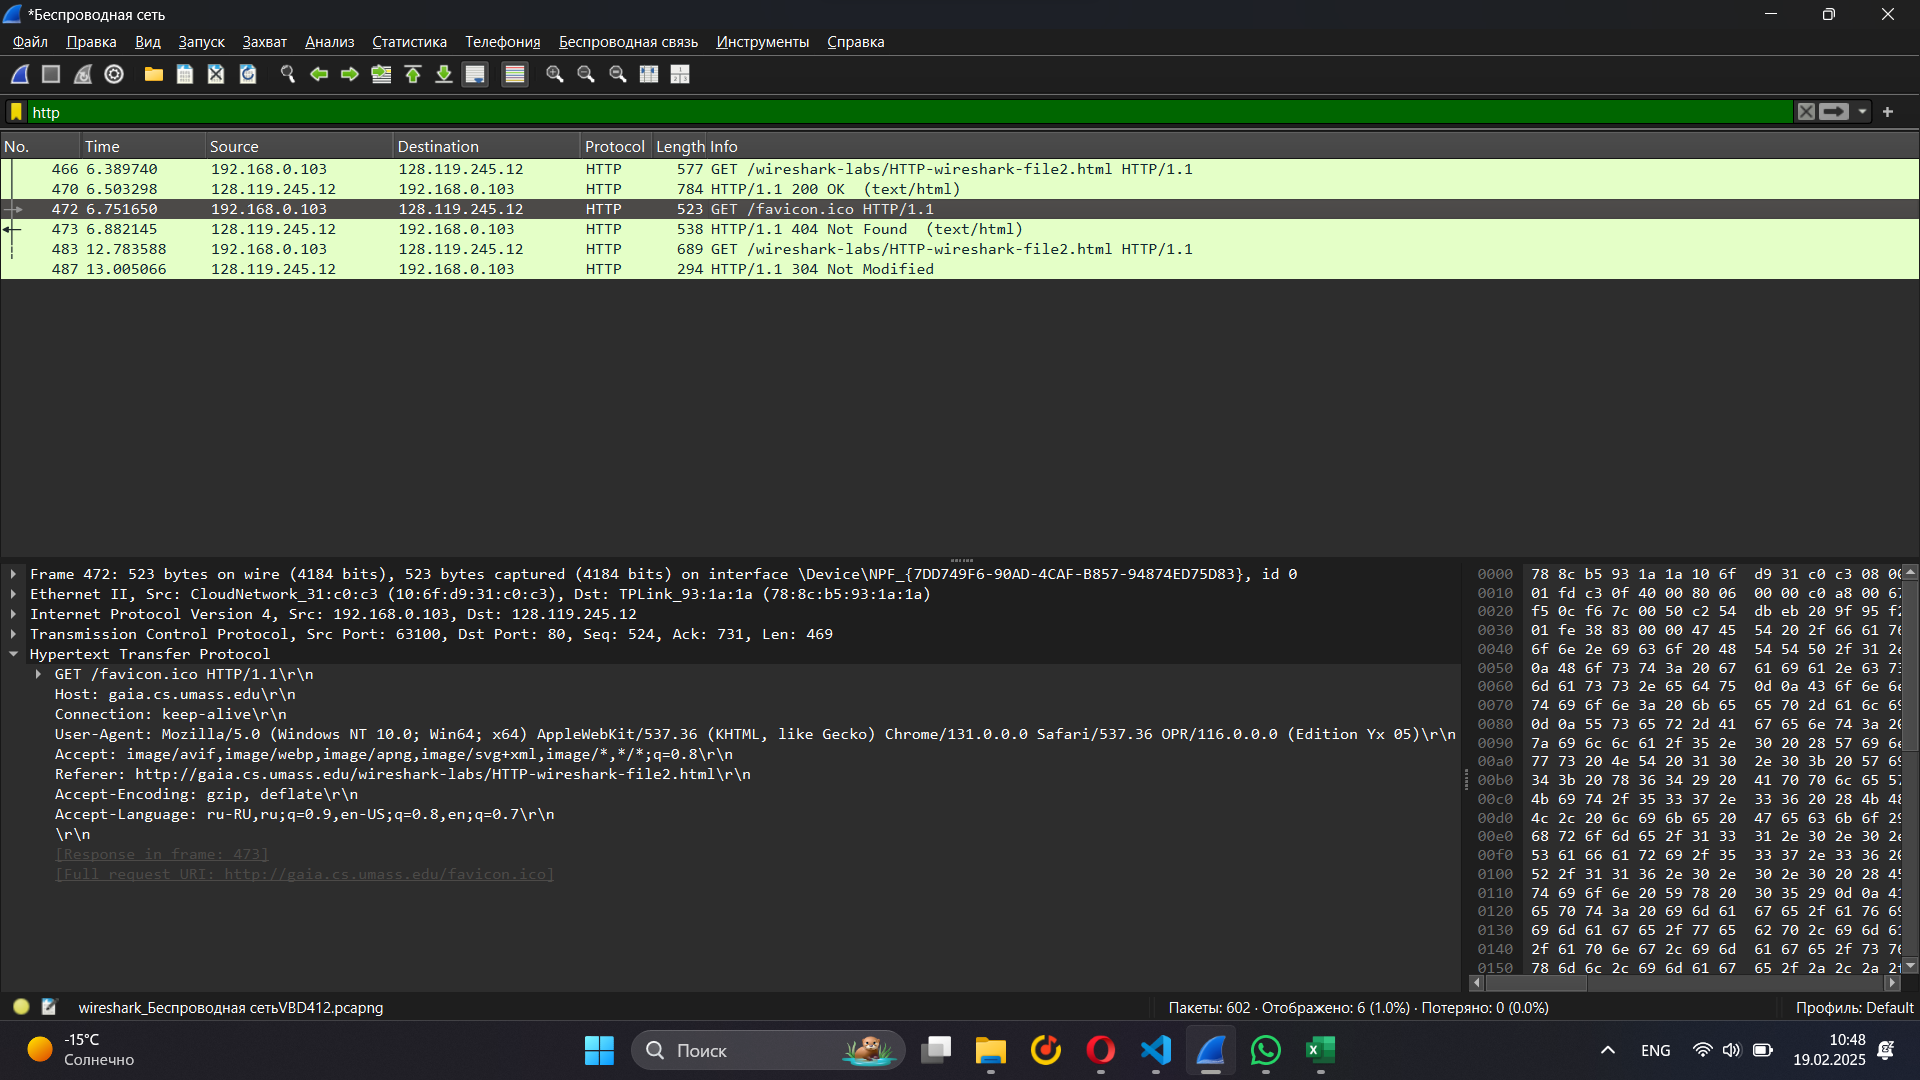 *Беспроводная сеть
Файл Правка Вид Запуск Захват Анализ Статистика Телефония Беспроводная связь Инструменты Справка
http
No. Time Source Destination Protocol Length Info
466 6.389740 192.168.0.103 128.119.245.12 HTTP 577 GET /wireshark-labs/HTTP-wireshark-file2.html HTTP/1.1
470 6.503298 128.119.245.12 192.168.0.103 HTTP 784 HTTP/1.1 200 OK (text/html)
472 6.751650 192.168.0.103 128.119.245.12 HTTP 523 GET /favicon.ico HTTP/1.1
473 6.882145 128.119.245.12 192.168.0.103 HTTP 538 HTTP/1.1 404 Not Found (text/html)
483 12.783588 192.168.0.103 128.119.245.12 HTTP 689 GET /wireshark-labs/HTTP-wireshark-file2.html HTTP/1.1
487 13.005066 128.119.245.12 192.168.0.103 HTTP 294 HTTP/1.1 304 Not Modified
Frame 472: 523 bytes on wire (4184 bits), 523 bytes captured (4184 bits) on interface \Device\NPF_{7DD749F6-90AD-4CAF-B857-94874ED75D83}, id 0
Ethernet II, Src: CloudNetwork_31:c0:c3 (10:6f:d9:31:c0:c3), Dst: TPLink_93:1a:1a (78:8c:b5:93:1a:1a)
Internet Protocol Version 4, Src: 192.168.0.103, Dst: 128.119.245.12
Transmission Control Protocol, Src Port: 63100, Dst Port: 80, Seq: 524, Ack: 731, Len: 469
Hypertext Transfer Protocol
GET /favicon.ico HTTP/1.1\r\n
Host: gaia.cs.umass.edu\r\n
Connection: keep-alive\r\n
User-Agent: Mozilla/5.0 (Windows NT 10.0; Win64; x64) AppleWebKit/537.36 (KHTML, like Gecko) Chrome/131.0.0.0 Safari/537.36 OPR/116.0.0.0 (Edition Yx 05)\r\n
Accept: image/avif,image/webp,image/apng,image/svg+xml,image/*,*/*;q=0.8\r\n
Referer: http://gaia.cs.umass.edu/wireshark-labs/HTTP-wireshark-file2.html\r\n
Accept-Encoding: gzip, deflate\r\n
Accept-Language: ru-RU,ru;q=0.9,en-US;q=0.8,en;q=0.7\r\n
\r\n
[Response in frame: 473]
[Full request URI: http://gaia.cs.umass.edu/favicon.ico]
0000 78 8c b5 93 1a 1a 10 6f d9 31 c0 c3 08
0010 01 fd c3 0f 40 00 80 06 00 00 c0 a8 00
0020 f5 0c f6 7c 00 50 c2 54 db eb 20 9f 95
0030 01 fe 38 83 00 00 47 45 54 20 2f 66 61
0040 6f 6e 2e 69 63 6f 20 48 54 54 50 2f 31
0050 0a 48 6f 73 74 3a 20 67 61 69 61 2e 63
0060 6d 61 73 73 2e 65 64 75 0d 0a 43 6f 6e
0070 74 69 6f 6e 3a 20 6b 65 65 70 2d 61 6c
0080 0d 0a 55 73 65 72 2d 41 67 65 6e 74 3a
0090 7a 69 6c 6c 61 2f 35 2e 30 20 28 57 69
00a0 77 73 20 4e 54 20 31 30 2e 30 3b 20 57
00b0 34 3b 20 78 36 34 29 20 41 70 70 6c 65
00c0 4b 69 74 2f 35 33 37 2e 33 36 20 28 4b
00d0 4c 2c 20 6c 69 6b 65 20 47 65 63 6b 6f
00e0 68 72 6f 6d 65 2f 31 33 31 2e 30 2e 30
00f0 53 61 66 61 72 69 2f 35 33 37 2e 33 36
0100 52 2f 31 31 36 2e 30 2e 30 2e 30 20 28
0110 74 69 6f 6e 20 59 78 20 30 35 29 0d 0a
0120 65 70 74 3a 20 69 6d 61 67 65 2f 61 76
0130 69 6d 61 67 65 2f 77 65 62 70 2c 69 6d
0140 2f 61 70 6e 67 2c 69 6d 61 67 65 2f 73
0150 78 6d 6c 2c 69 6d 61 67 65 2f 2a 2c 2a
wireshark_Беспроводная сетьVBD412.pcapng
Пакеты: 602 · Отображено: 6 (1.0%) · Потеряно: 0 (0.0%)
Профиль: Default
-15°C
Солнечно
Поиск
ENG
10:48
19.02.2025